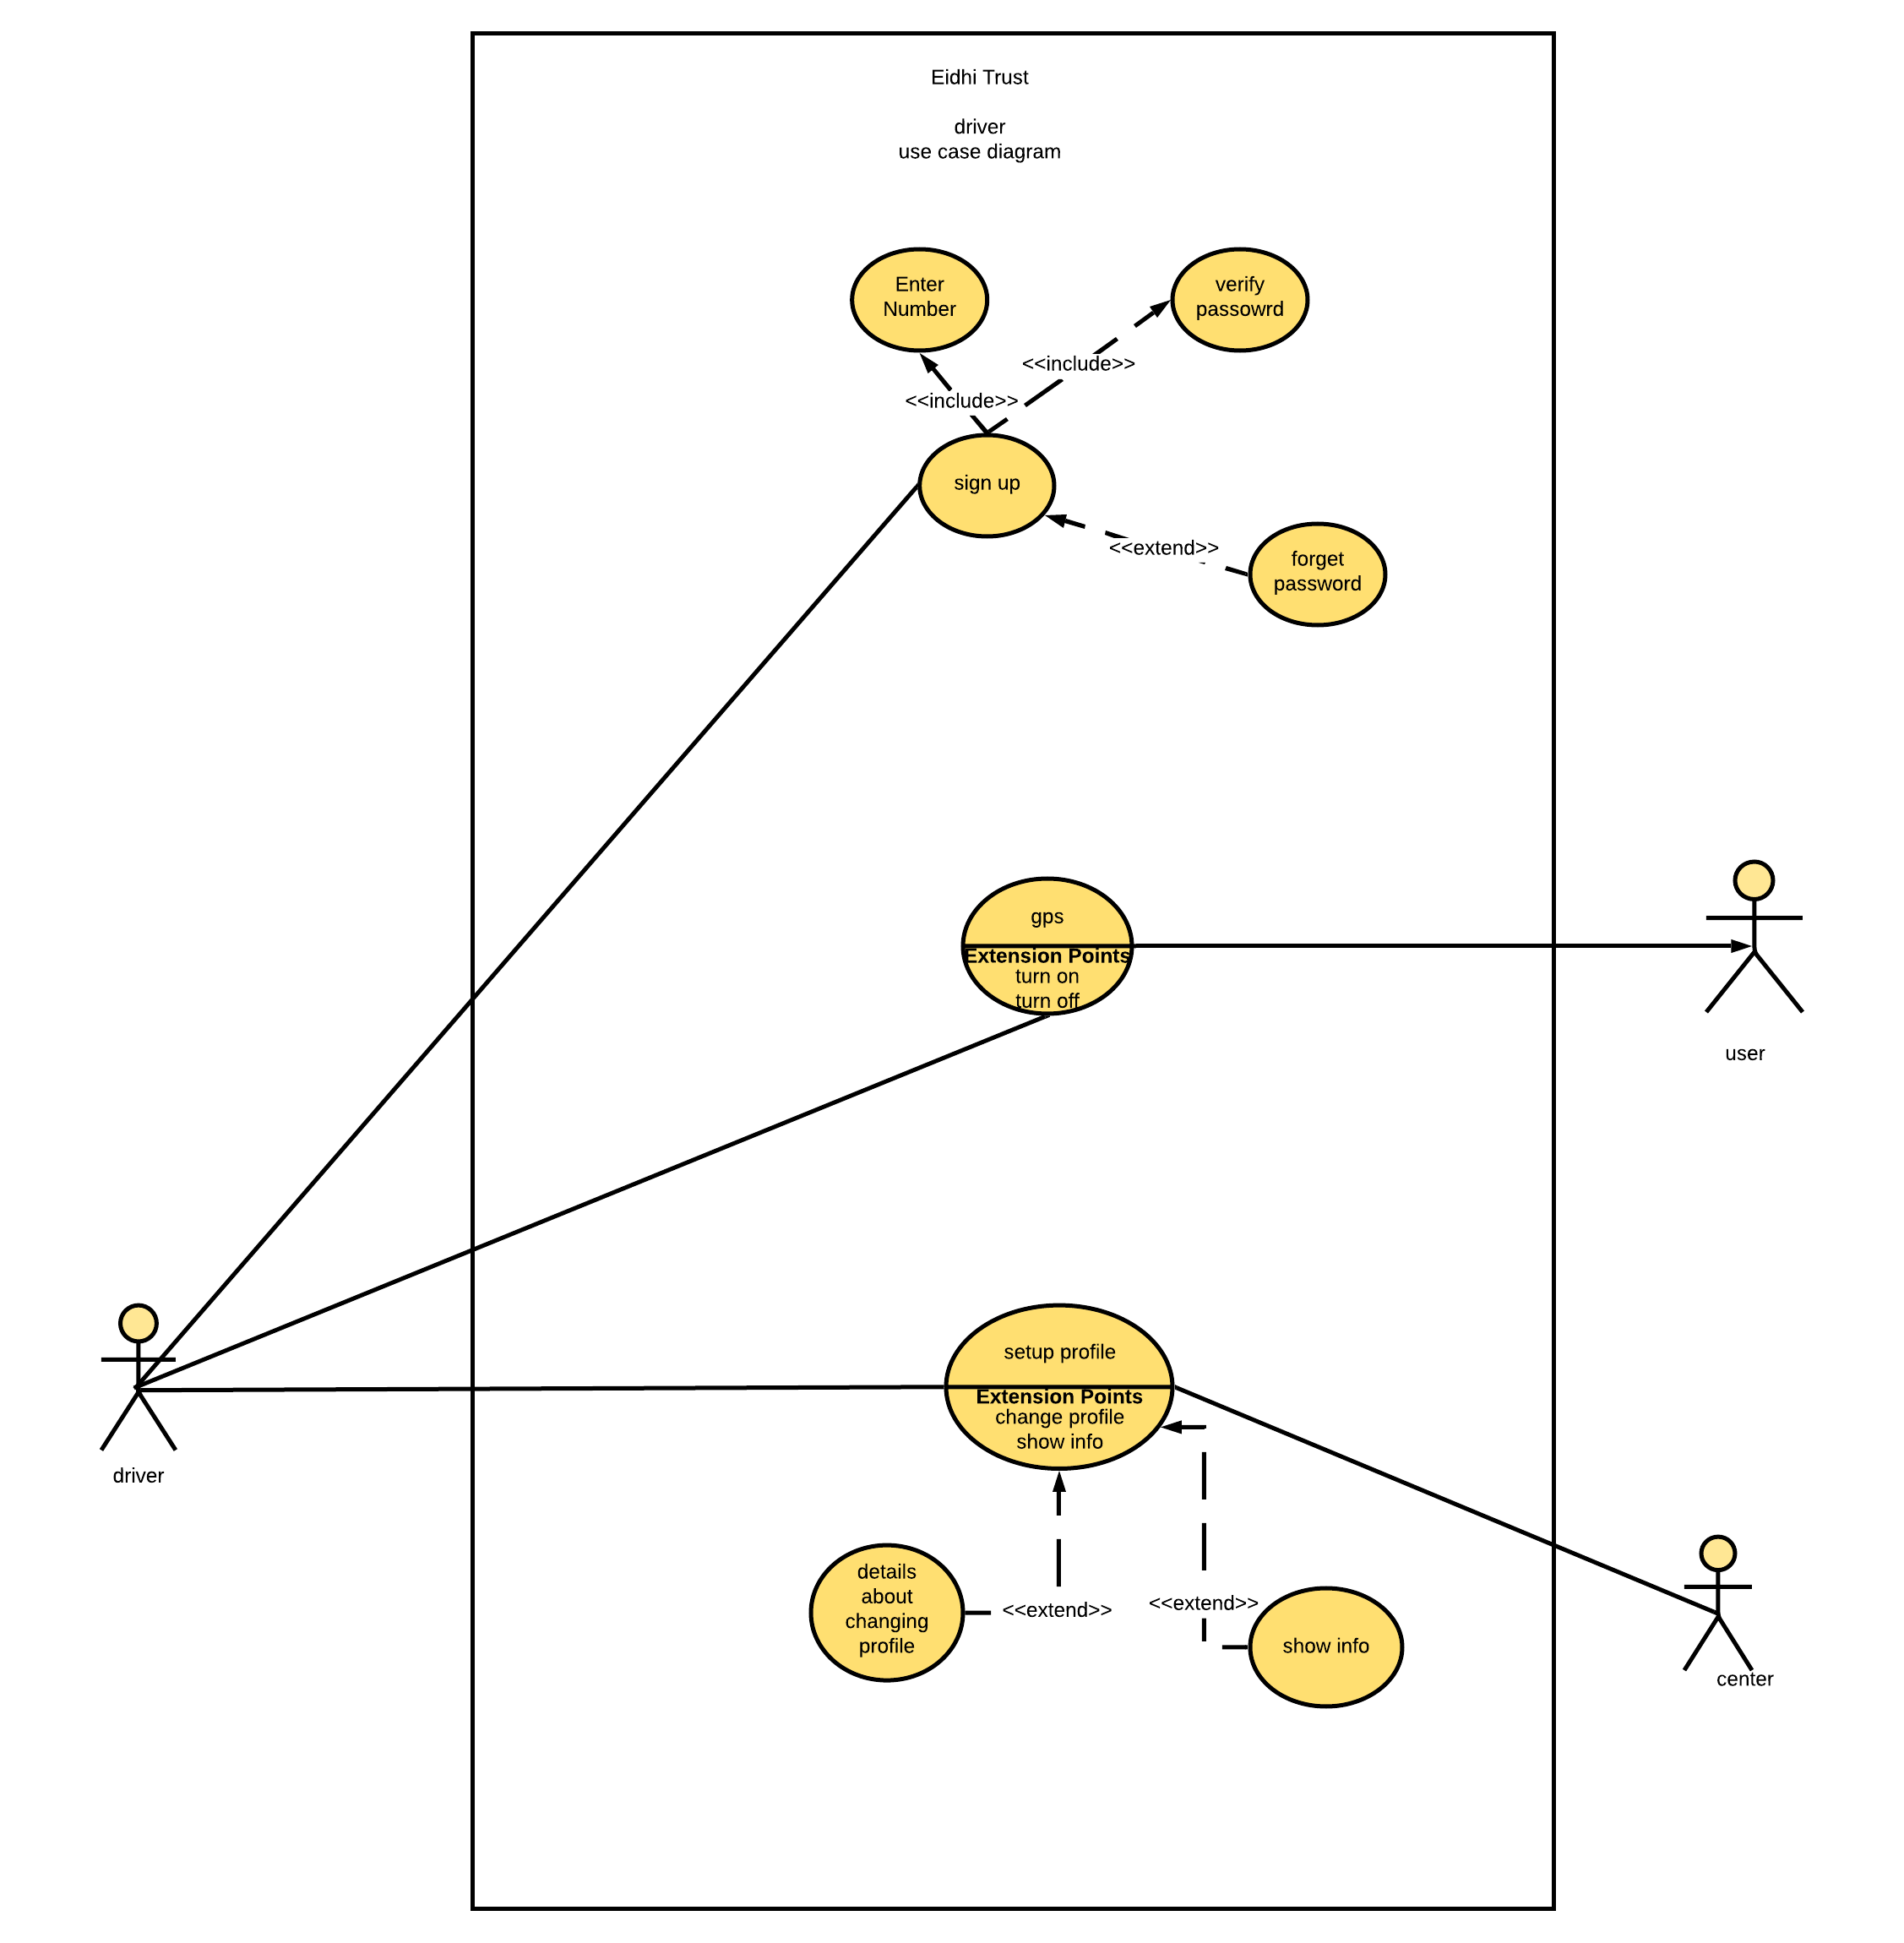 Eidhi Trust
driver
use case diagram
Enter
Number
verify
passowrd
<<include>>
<<include>>
sign up
<<extend>>
forget
password
gps
Extension Points
turn on
turn off
user
setup profile
Extension Points
change profile
show info
driver
details
about
changing
profile
<<extend>>
<<extend>>
show info
center